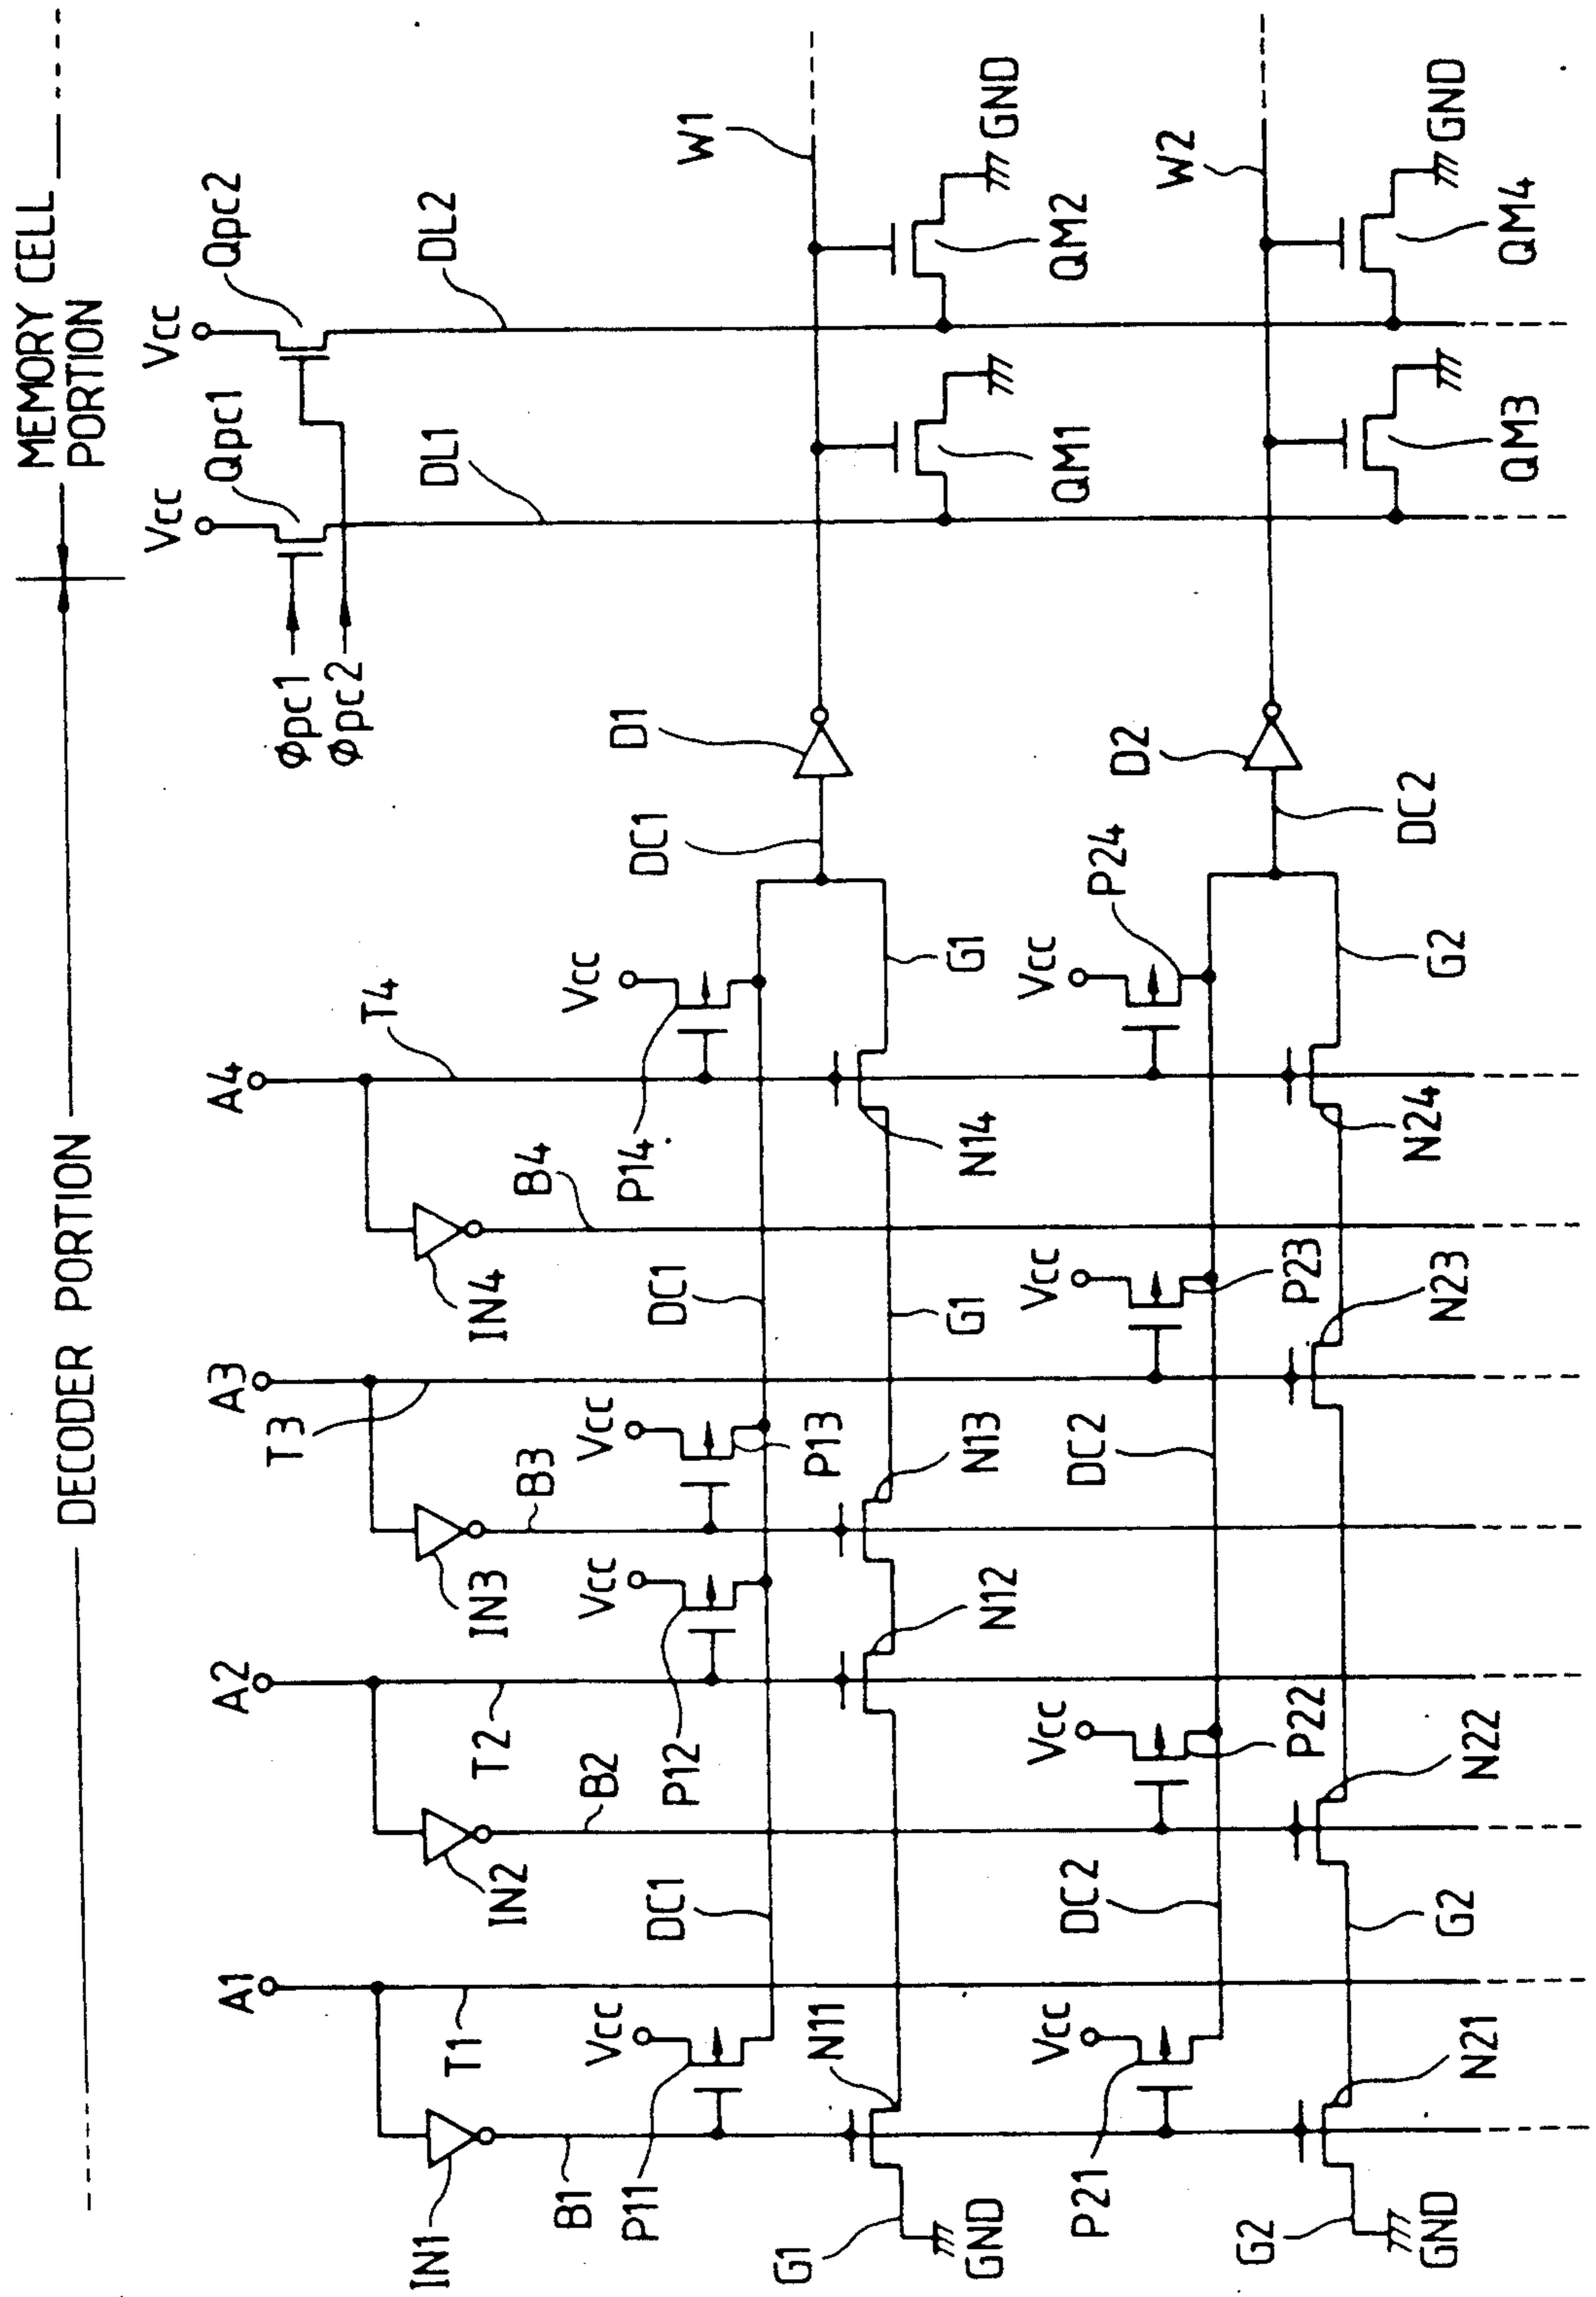 DECODER PORTION
MEMORY CELL
PORTION
A1
A2
A3
A4
Vcc
Vcc
Qpc1
Qpc2
Φpc1
Φpc2
IN1
T1
IN2
T2
IN3
T3
IN4
T4
DL1
DL2
B1
B2
B3
B4
Vcc
Vcc
Vcc
Vcc
P11
P12
P13
P14
DC1
DC1
DC1
D1
W1
G1
N11
N12
N13
G1
N14
G1
GND
QM1
QM2
GND
Vcc
Vcc
Vcc
Vcc
P21
P22
P23
P24
DC2
DC2
DC2
D2
W2
G2
N21
G2
N22
N23
N24
G2
GND
QM3
QM4
GND